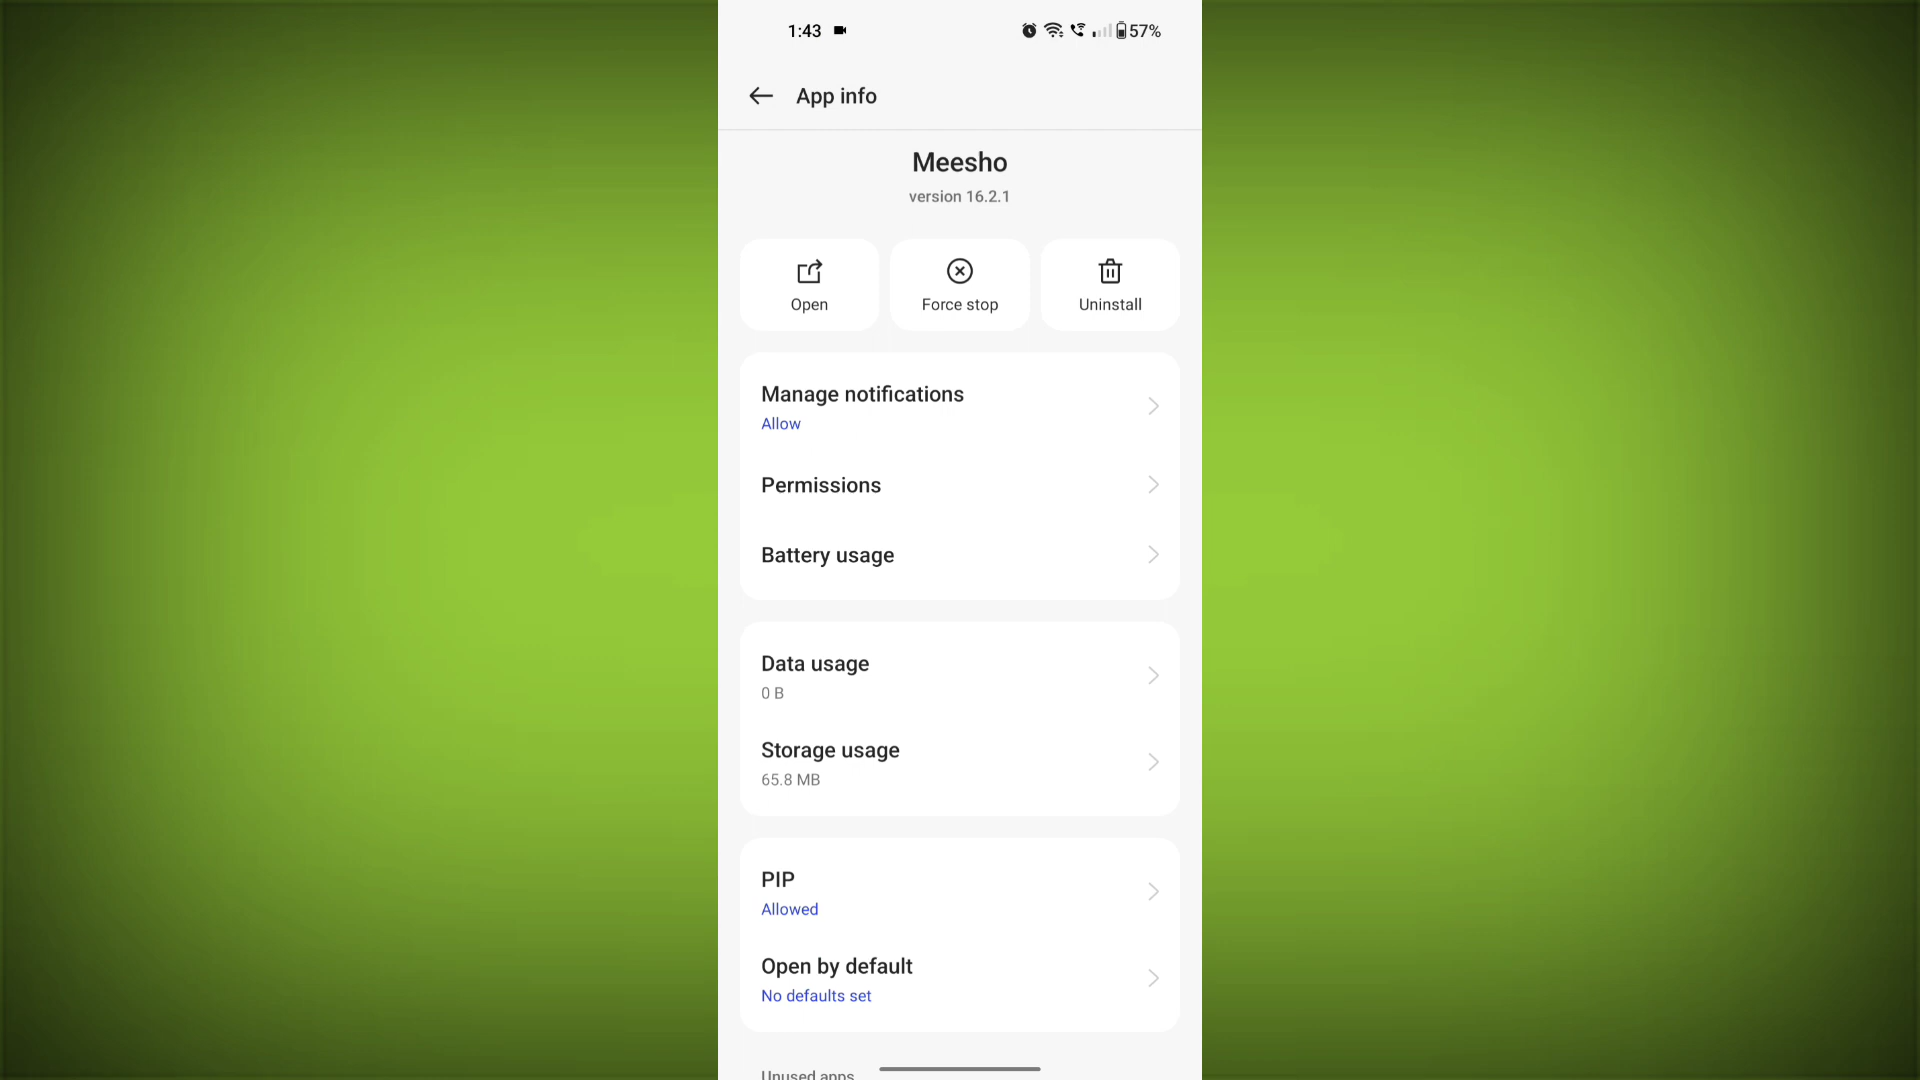 1:43 57%
App info
Meesho
version 16.2.1
Open Force stop Uninstall
Manage notifications
Allow
Permissions
Battery usage
Data usage
0 B
Storage usage
65.8 MB
PIP
Allowed
Open by default
No defaults set
Unused apps